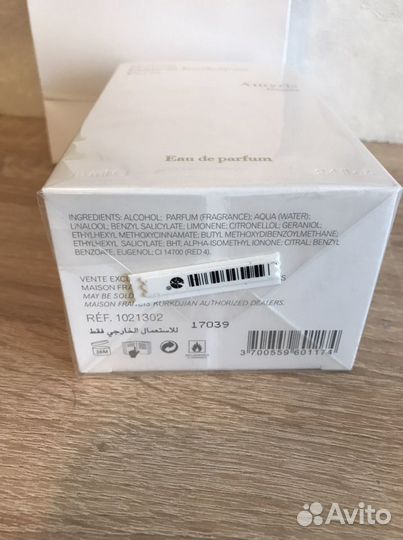 Amyris
Eau de parfum
INGREDIENTS: ALCOHOL; PARFUM (FRAGRANCE); AQUA (WATER);
LINALOOL; BENZYL SALICYLATE; LIMONENE; CITRONELLOL; GERANIOL;
ETHYLHEXYL METHOXYCINNAMATE; BUTYL METHOXYDIBENZOYLMETHANE;
ETHYLHEXYL SALICYLATE; BHT; ALPHA-ISOMETHYL IONONE; CITRAL; BENZYL
BENZOATE; EUGENOL; CI 14700 (RED 4).
VENTE EXC
MAISON FRA
MAY BE SOLD
MAISON FRANCIS KURKDJIAN AUTHORIZED DEALERS.
RÉF. 1021302
للاستعمال الخارجي فقط
17039
36M
3 700559 601174
Avito